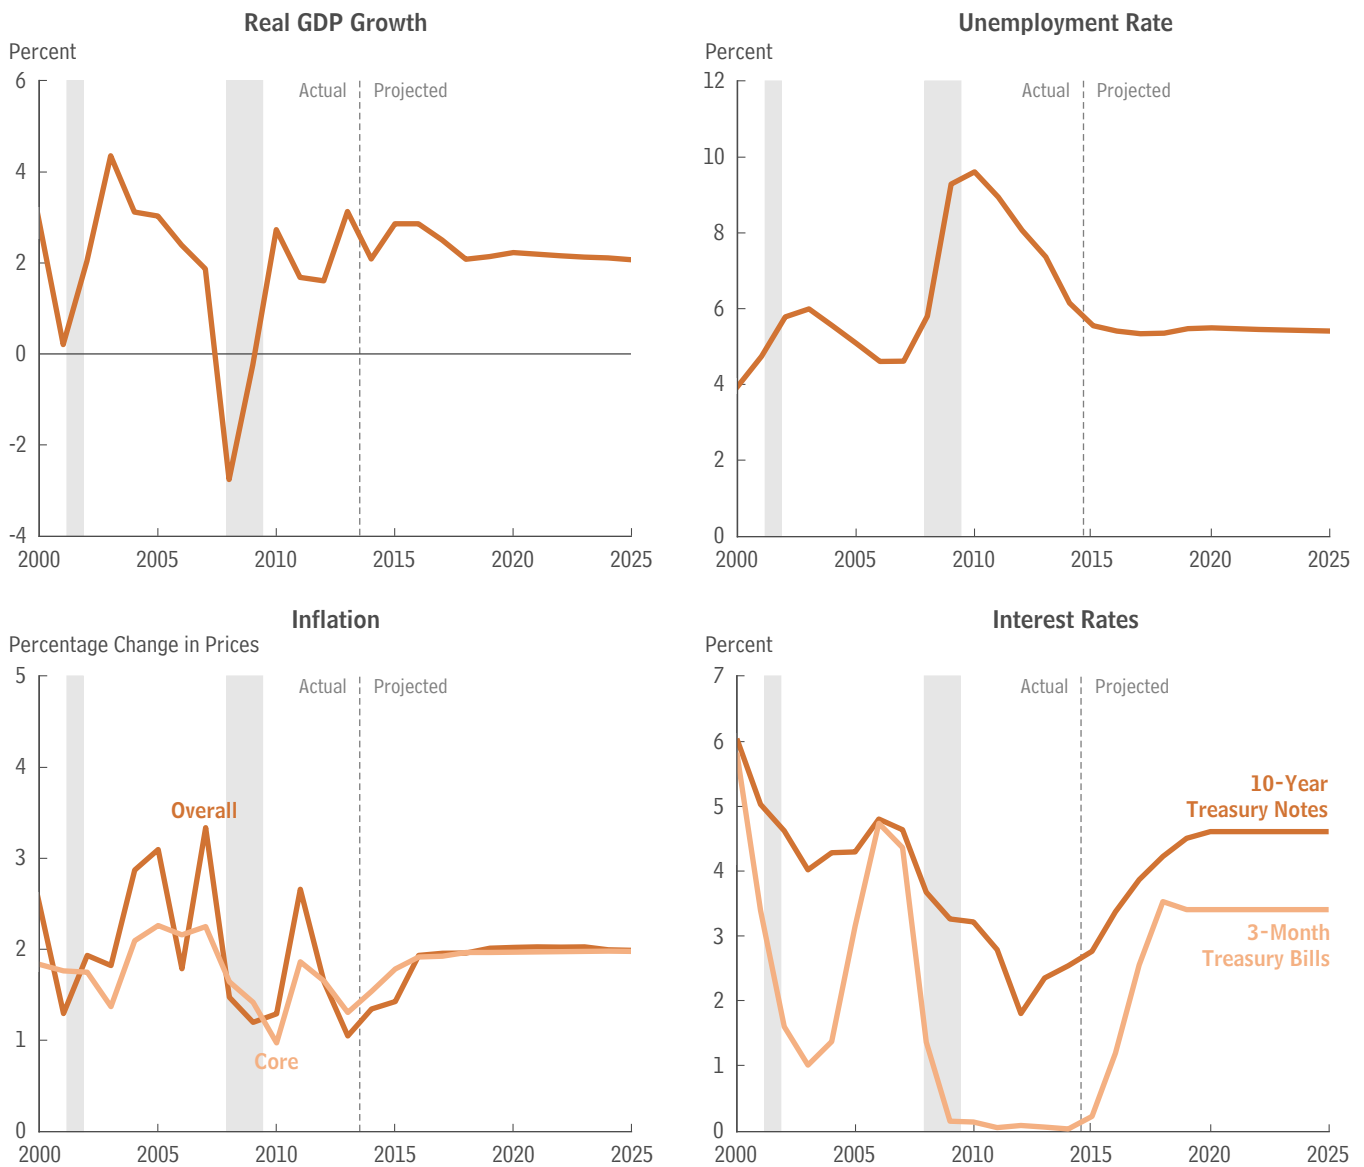 Real GDP Growth
Percent
6
4
2
0
-2
-4
Actual
Projected
2000 2005 2010 2015 2020 2025
Unemployment Rate
Percent
12
10
8
6
4
2
0
Actual
Projected
2000 2005 2010 2015 2020 2025
Inflation
Percentage Change in Prices
5
4
3
2
1
0
Actual
Projected
Overall
Core
2000 2005 2010 2015 2020 2025
Interest Rates
Percent
7
6
5
4
3
2
1
0
Actual
Projected
10-Year
Treasury Notes
3-Month
Treasury Bills
2000 2005 2010 2015 2020 2025